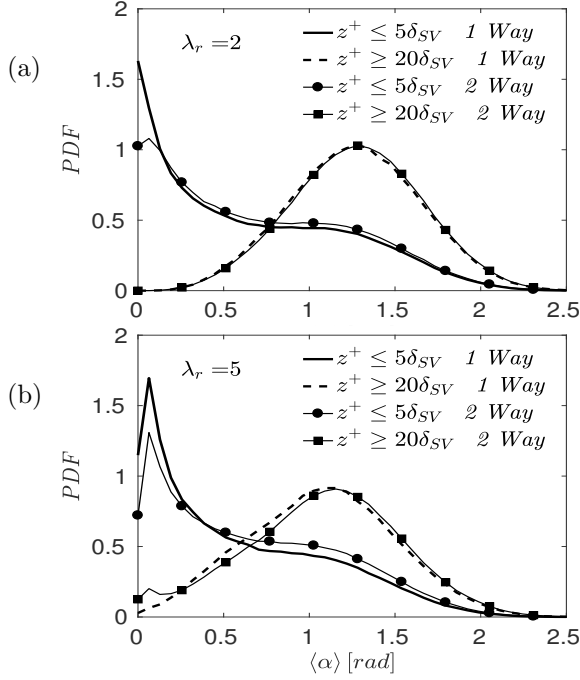 (a)
PDF
2
1.5
1
0.5
0
λr=2
z+ ≤ 5δSV 1 Way
z+ ≥ 20δSV 1 Way
z+ ≤ 5δSV 2 Way
z+ ≥ 20δSV 2 Way
0 0.5 1 1.5 2 2.5
(b)
PDF
2
1.5
1
0.5
0
λr=5
z+ ≤ 5δSV 1 Way
z+ ≥ 20δSV 1 Way
z+ ≤ 5δSV 2 Way
z+ ≥ 20δSV 2 Way
0 0.5 1 1.5 2 2.5
⟨α⟩ [rad]